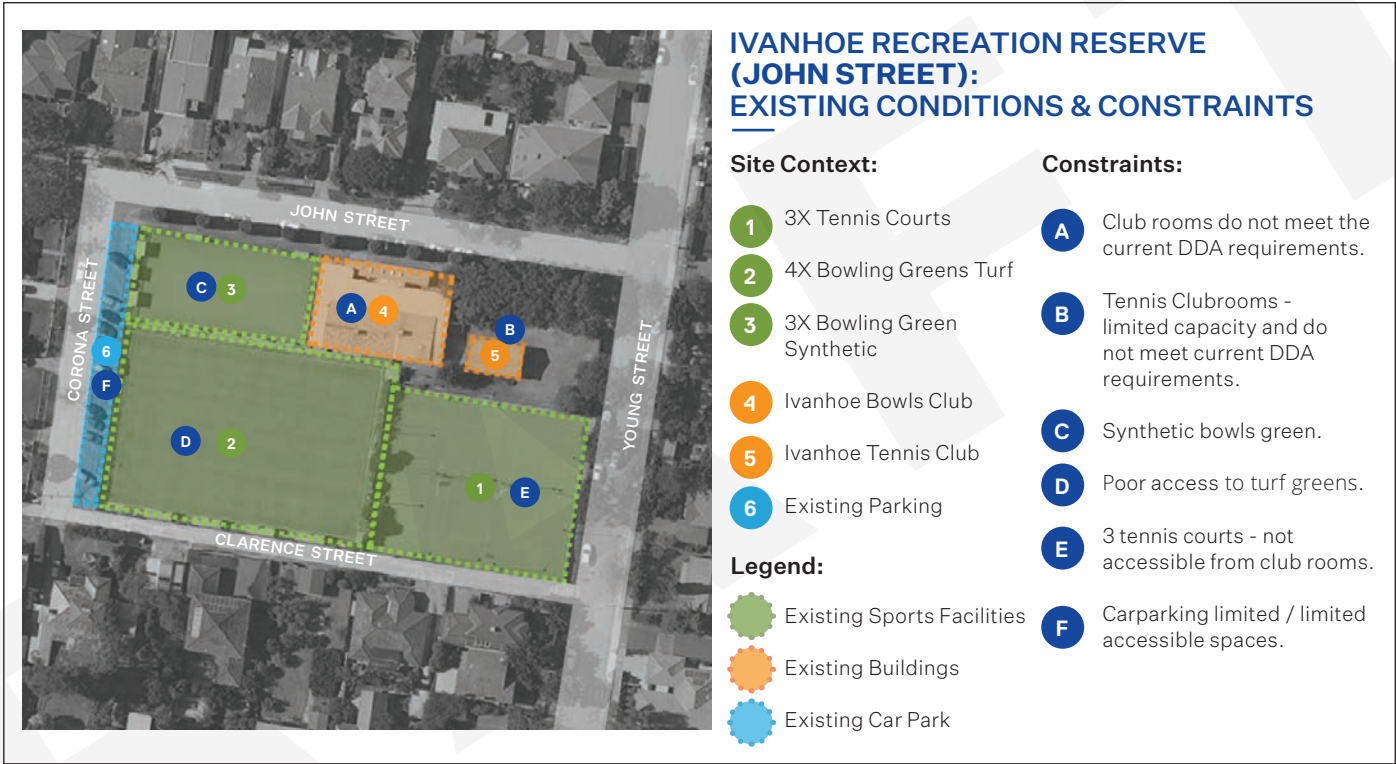 IVANHOE RECREATION RESERVE
(JOHN STREET):
EXISTING CONDITIONS & CONSTRAINTS
Site Context:
1 3X Tennis Courts
2 4X Bowling Greens Turf
3 3X Bowling Green
Synthetic
4 Ivanhoe Bowls Club
5 Ivanhoe Tennis Club
6 Existing Parking
Legend:
Existing Sports Facilities
Existing Buildings
Existing Car Park
Constraints:
A Club rooms do not meet the
current DDA requirements.
B Tennis Clubrooms -
limited capacity and do
not meet current DDA
requirements.
C Synthetic bowls green.
D Poor access to turf greens.
E 3 tennis courts - not
accessible from club rooms.
F Carparking limited / limited
accessible spaces.
JOHN STREET
CORONA STREET
YOUNG STREET
CLARENCE STREET
C 3
A 4
B
5
6
F
D 2
1 E